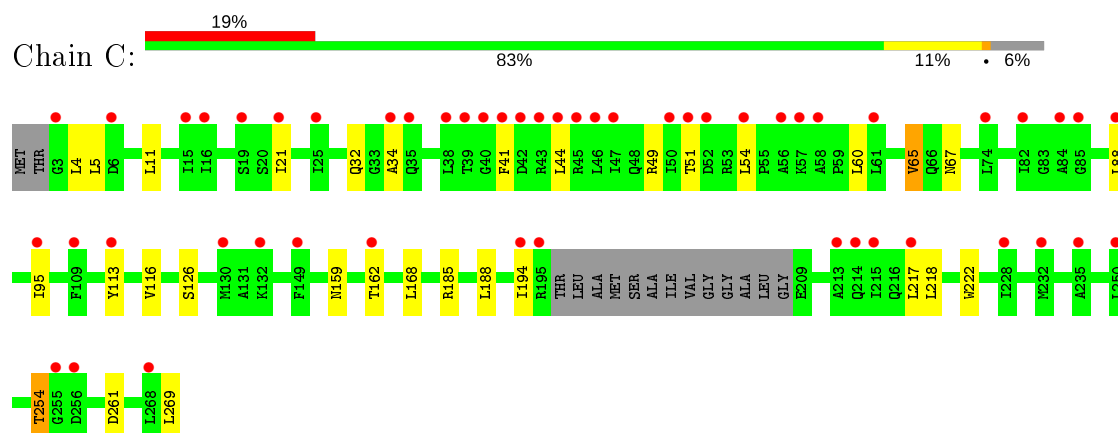 19%
Chain C:
83% 11% • 6%
MET THR G3 L4 L5 D6 L11 I15 I16 S19 S20 I21 I25 Q32 G33 A34 Q35 L38 T39 G40 F41 D42 R43 L44 R45 L46 I47 Q48 R49 I50 T51 D52 R53 L54 P55 A56 K57 A58 P59 L60 L61 V65 Q66 N67 L74 I82 G83 A84 G85
I95 F109 Y113 V116 S126 M130 A131 K132 F149 N159 T162 L168 R185 L188 I194 R195 THR LEU ALA MET SER ALA ILE VAL GLY GLY ALA LEU GLY E209 A213 Q214 I215 Q216 L217 L218 W222 I228 M232 A235 L250
T254 G255 D256 D261 L268 L269